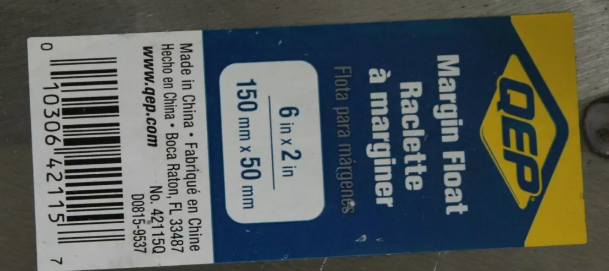 QEP
Margin Float
Raclette
à marginer
Flota para márgenes
6 in x 2 in
150 mm x 50 mm
Made in China • Fabriqué en Chine
Hecho en China • Boca Raton, FL 33487
www.qep.com No. 42115Q
D0815-9537
0 10306 42115 7